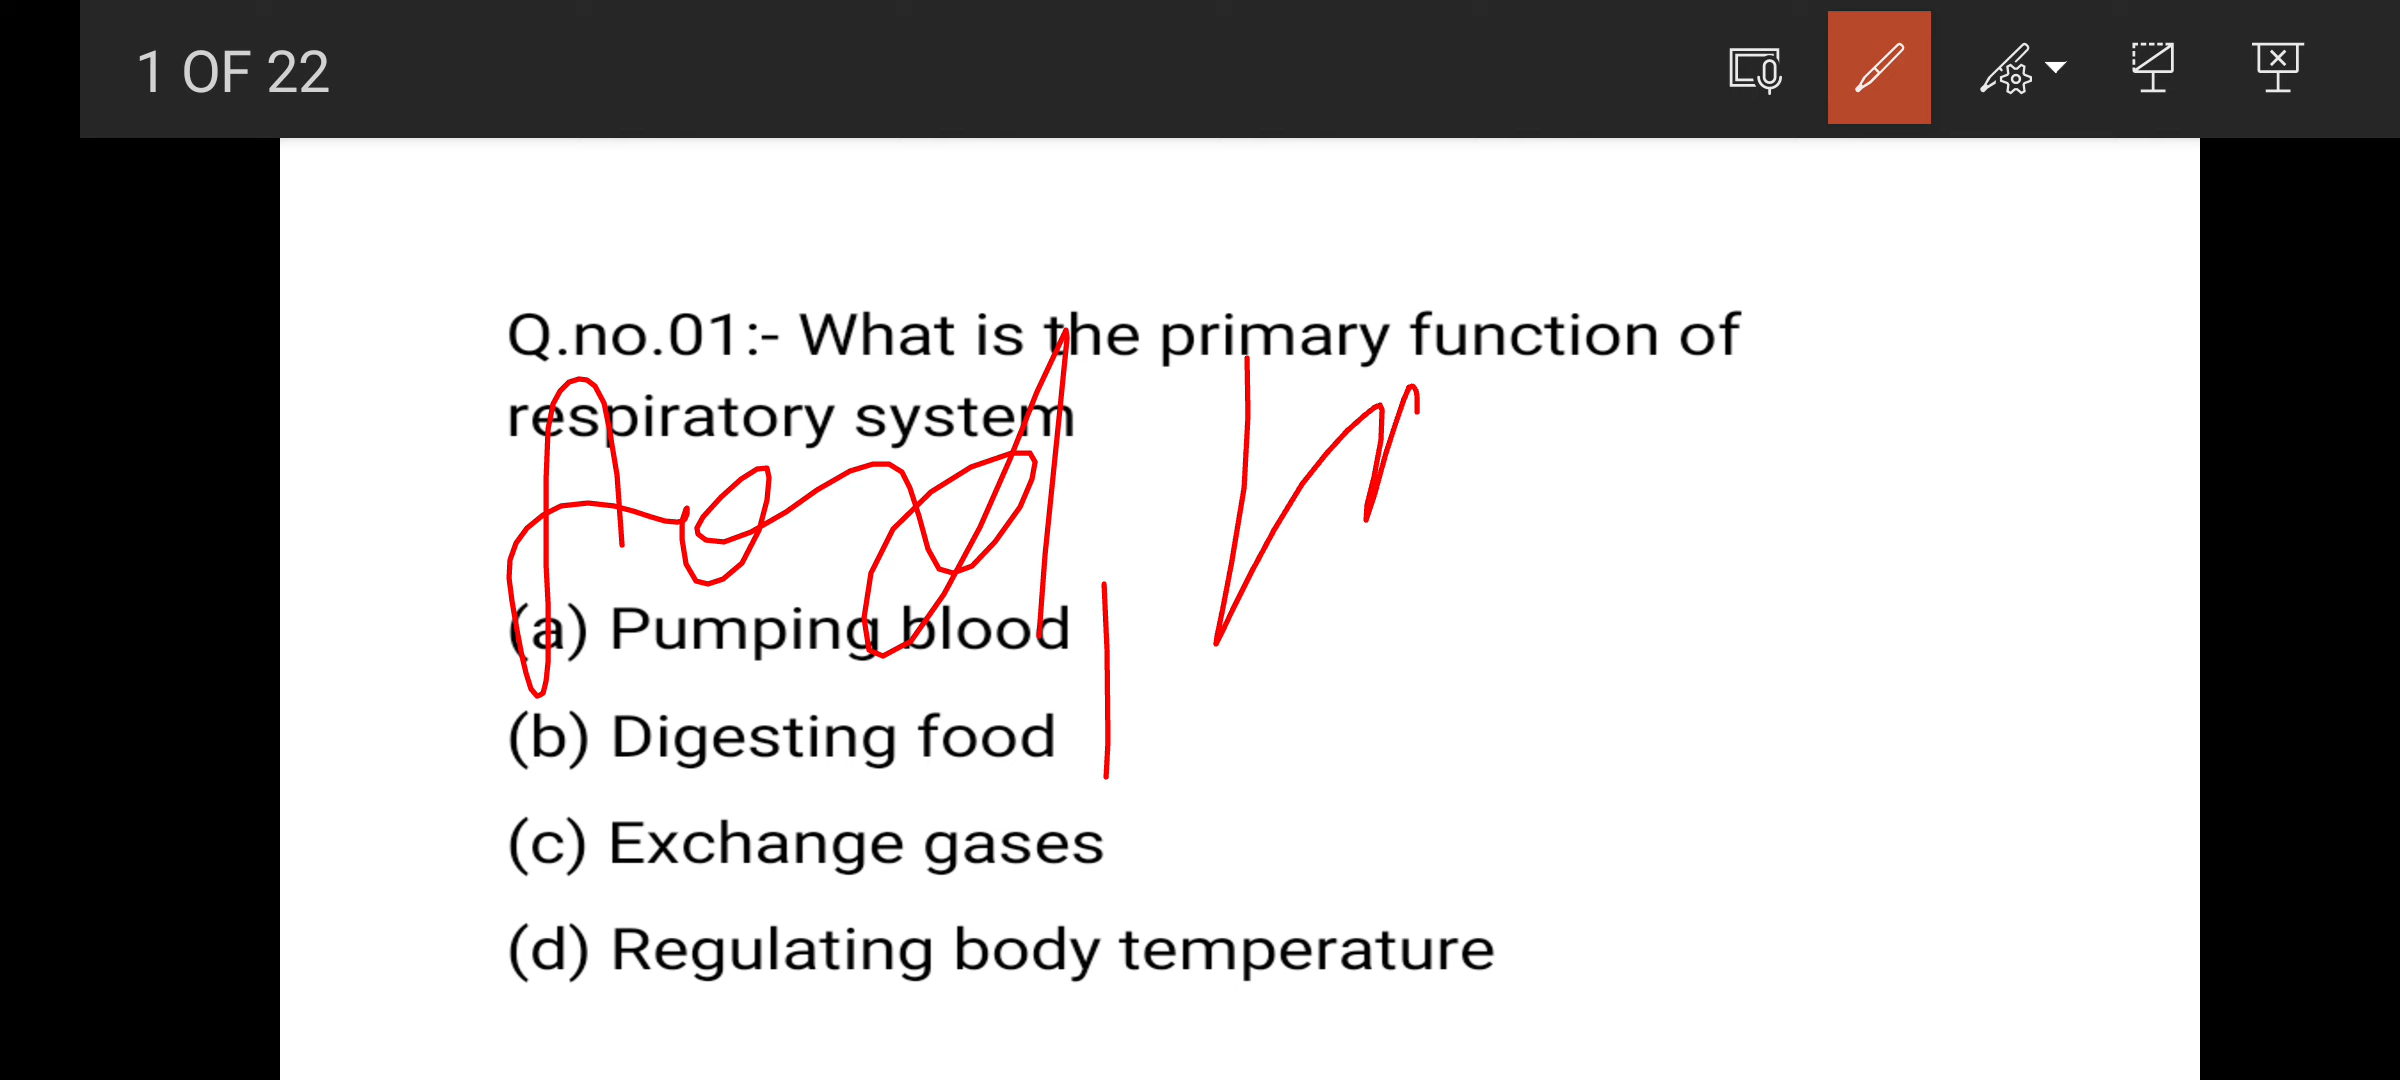 1 OF 22
Q.no.01:- What is the primary function of
respiratory system
(a) Pumping blood
(b) Digesting food
(c) Exchange gases
(d) Regulating body temperature